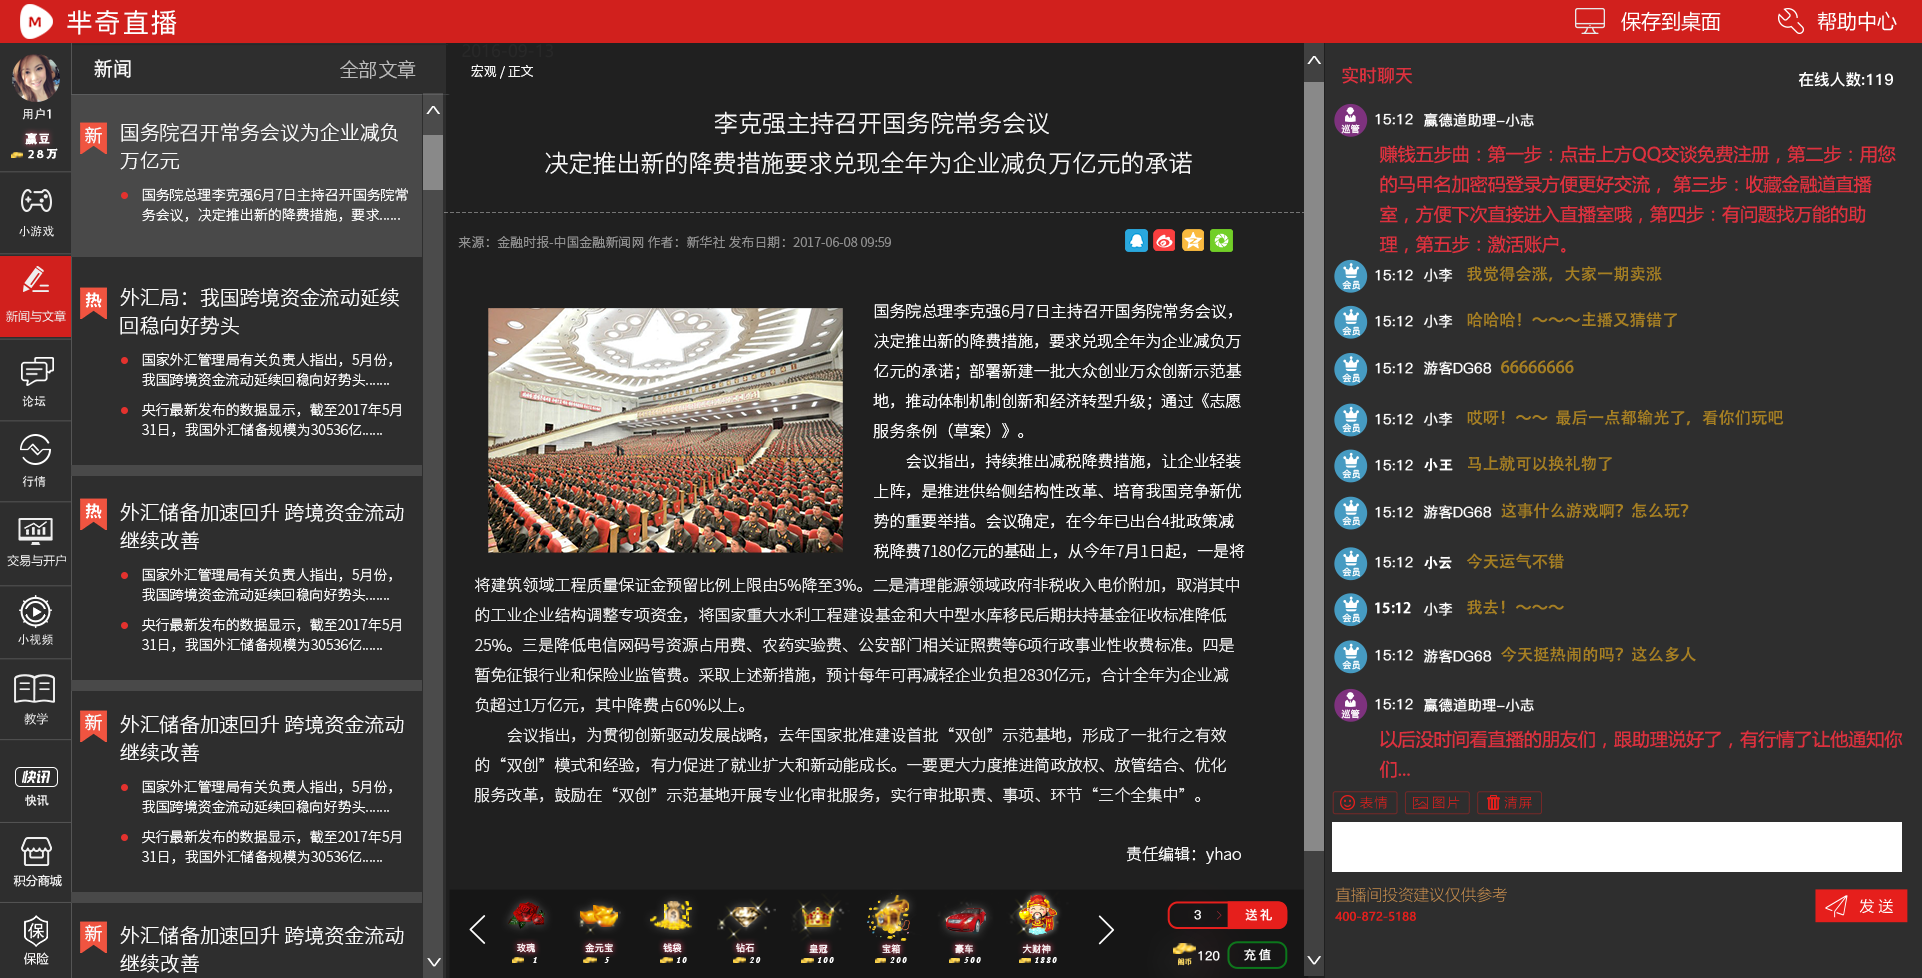 M 芈奇直播
保存到桌面
帮助中心
用户1
赢豆
28万
小游戏
新闻与文章
论坛
行情
交易与开户
小视频
教学
快讯
快讯
积分商城
保
保险
新闻
全部文章
新
国务院召开常务会议为企业减负
万亿元
国务院总理李克强6月7日主持召开国务院常
务会议，决定推出新的降费措施，要求......
热
外汇局：我国跨境资金流动延续
回稳向好势头
国家外汇管理局有关负责人指出，5月份，
我国跨境资金流动延续回稳向好势头.......
央行最新发布的数据显示，截至2017年5月
31日，我国外汇储备规模为30536亿......
热
外汇储备加速回升 跨境资金流动
继续改善
国家外汇管理局有关负责人指出，5月份，
我国跨境资金流动延续回稳向好势头.......
央行最新发布的数据显示，截至2017年5月
31日，我国外汇储备规模为30536亿......
新
外汇储备加速回升 跨境资金流动
继续改善
国家外汇管理局有关负责人指出，5月份，
我国跨境资金流动延续回稳向好势头.......
央行最新发布的数据显示，截至2017年5月
31日，我国外汇储备规模为30536亿......
新
外汇储备加速回升 跨境资金流动
继续改善
2016-09-13
宏观 / 正文
李克强主持召开国务院常务会议
决定推出新的降费措施要求兑现全年为企业减负万亿元的承诺
来源：金融时报-中国金融新闻网 作者：新华社 发布日期：2017-06-08 09:59
国务院总理李克强6月7日主持召开国务院常务会议，
决定推出新的降费措施，要求兑现全年为企业减负万
亿元的承诺；部署新建一批大众创业万众创新示范基
地，推动体制机制创新和经济转型升级；通过《志愿
服务条例（草案）》。
会议指出，持续推出减税降费措施，让企业轻装
上阵，是推进供给侧结构性改革、培育我国竞争新优
势的重要举措。会议确定，在今年已出台4批政策减
税降费7180亿元的基础上，从今年7月1日起，一是将
将建筑领域工程质量保证金预留比例上限由5%降至3%。二是清理能源领域政府非税收入电价附加，取消其中
的工业企业结构调整专项资金，将国家重大水利工程建设基金和大中型水库移民后期扶持基金征收标准降低
25%。三是降低电信网码号资源占用费、农药实验费、公安部门相关证照费等6项行政事业性收费标准。四是
暂免征银行业和保险业监管费。采取上述新措施，预计每年可再减轻企业负担2830亿元，合计全年为企业减
负超过1万亿元，其中降费占60%以上。
会议指出，为贯彻创新驱动发展战略，去年国家批准建设首批“双创”示范基地，形成了一批行之有效
的“双创”模式和经验，有力促进了就业扩大和新动能成长。一要更大力度推进简政放权、放管结合、优化
服务改革，鼓励在“双创”示范基地开展专业化审批服务，实行审批职责、事项、环节“三个全集中”。
责任编辑：yhao
玫瑰 1
金元宝 5
钱袋 10
钻石 20
皇冠 100
宝箱 200
豪车 500
大财神 1880
3 送礼
120 充值
实时聊天
在线人数:119
巡管 15:12 赢德道助理-小志
赚钱五步曲：第一步：点击上方QQ交谈免费注册，第二步：用您
的马甲名加密码登录方便更好交流， 第三步：收藏金融道直播
室，方便下次直接进入直播室哦，第四步：有问题找万能的助
理，第五步：激活账户。
会员 15:12 小李 我觉得会涨，大家一期卖涨
会员 15:12 小李 哈哈哈！～～～主播又猜错了
会员 15:12 游客DG68 66666666
会员 15:12 小李 哎呀！～～ 最后一点都输光了，看你们玩吧
会员 15:12 小王 马上就可以换礼物了
会员 15:12 游客DG68 这事什么游戏啊？怎么玩？
会员 15:12 小云 今天运气不错
会员 15:12 小李 我去！～～～
会员 15:12 游客DG68 今天挺热闹的吗？这么多人
巡管 15:12 赢德道助理-小志
以后没时间看直播的朋友们，跟助理说好了，有行情了让他通知你
们...
表情 图片 清屏
直播间投资建议仅供参考
400-872-5188
发送